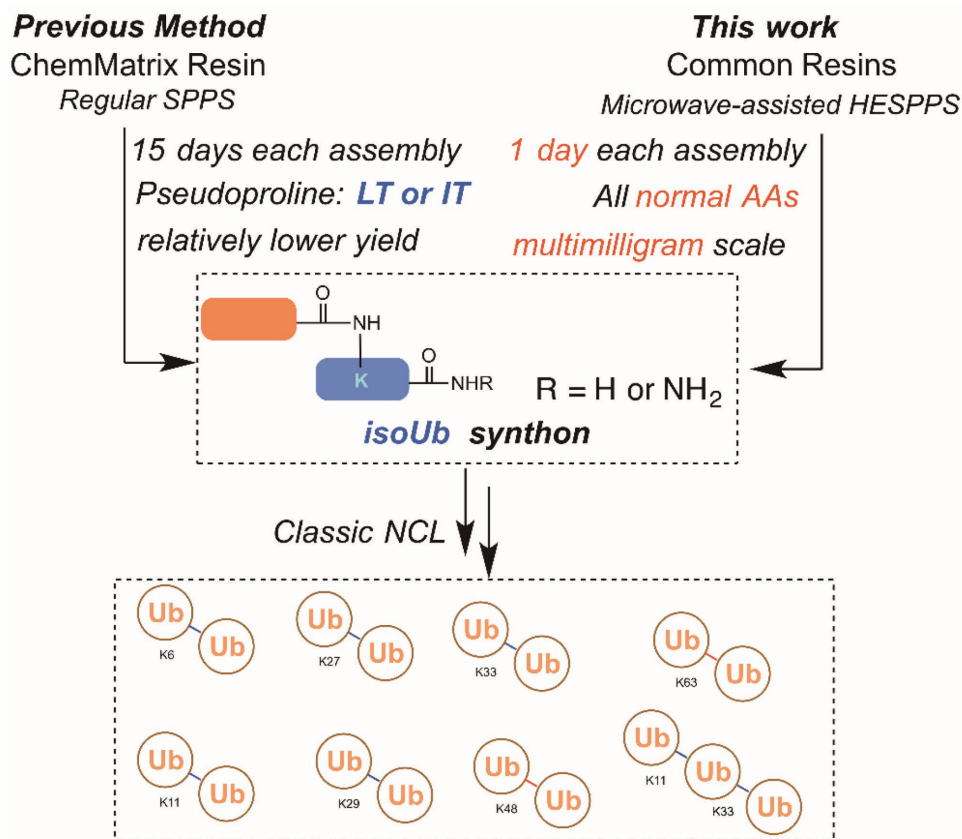 Previous Method
ChemMatrix Resin
Regular SPPS
This work
Common Resins
Microwave-assisted HESPPS
15 days each assembly
Pseudoproline: LT or IT
relatively lower yield
1 day each assembly
All normal AAs
multimilligram scale
O
NH
K
O
NHR
R = H or NH2
isoUb synthon
Classic NCL
Ub
Ub
K6
Ub
Ub
K27
Ub
Ub
K33
Ub
Ub
K63
Ub
Ub
K11
Ub
Ub
K29
Ub
Ub
K48
Ub
Ub
Ub
K11
K33